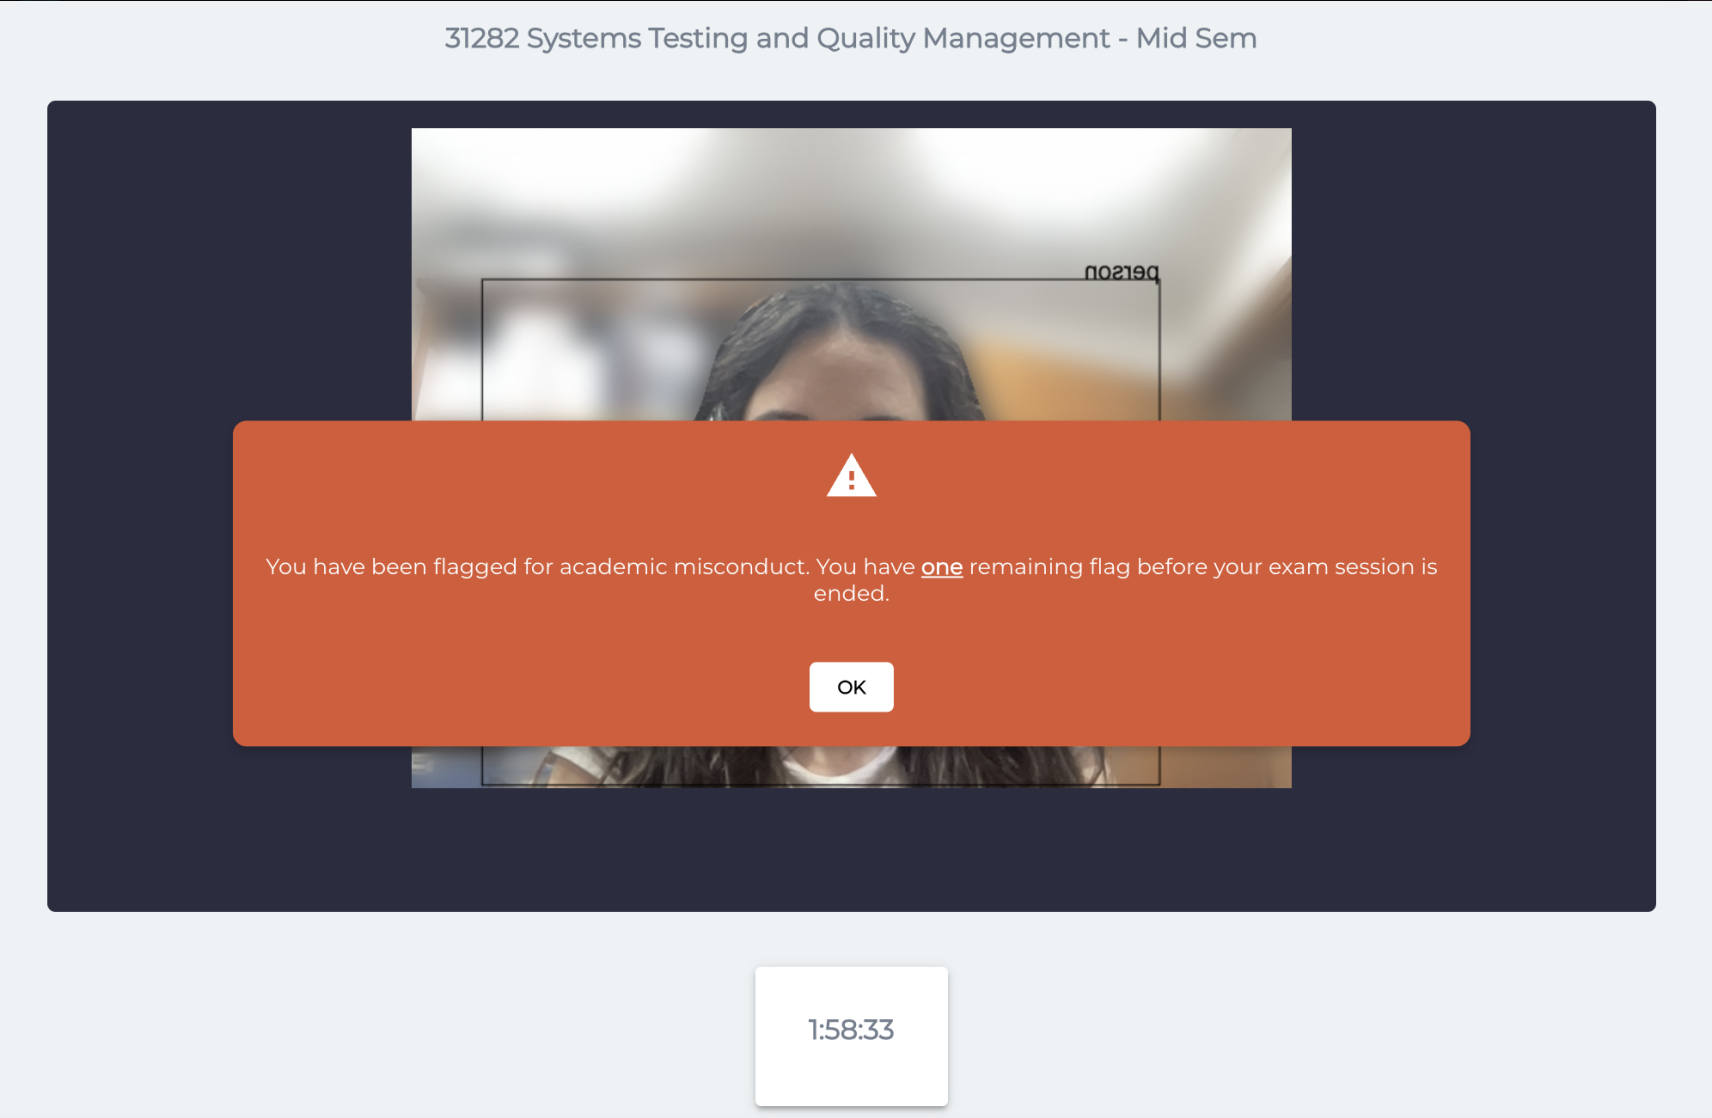 31282 Systems Testing and Quality Management - Mid Sem
person
You have been flagged for academic misconduct. You have one remaining flag before your exam session is
ended.
OK
1:58:33